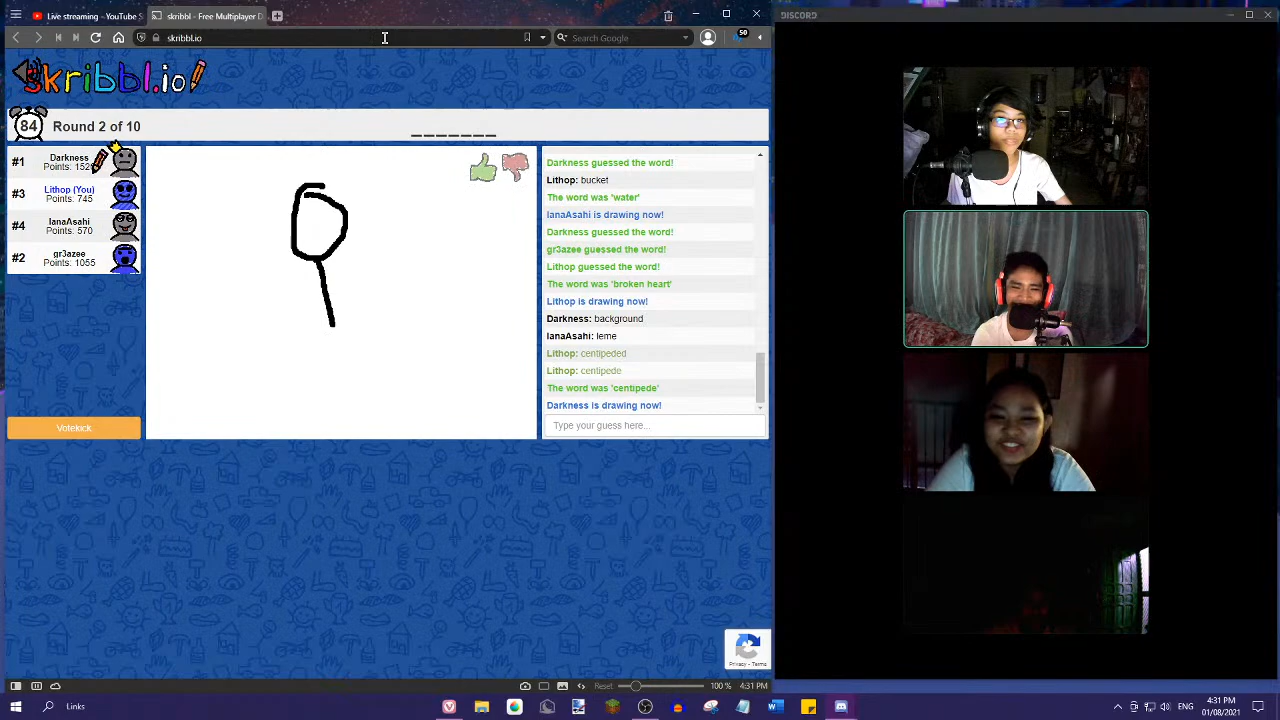 Live streaming - YouTube S
skribbl - Free Multiplayer D
skribbl.io
Search Google
50
skribbl.io
84
Round 2 of 10
_______
#1
Darkness
#3
Lithop (You)
Points: 745
#4
IanaAsahi
Points: 870
#2
gr3azee
Points: 1055
Votekick
Darkness guessed the word!
Lithop: bucket
The word was 'water'
IanaAsahi is drawing now!
Darkness guessed the word!
gr3azee guessed the word!
Lithop guessed the word!
The word was 'broken heart'
Lithop is drawing now!
Darkness: background
IanaAsahi: leme
Lithop: centipeded
Lithop: centipede
The word was 'centipede'
Darkness is drawing now!
Type your guess here...
Privacy - Terms
Reset
100 %
4:31 PM
DISCORD
Links
4:31 PM
01/08/2021